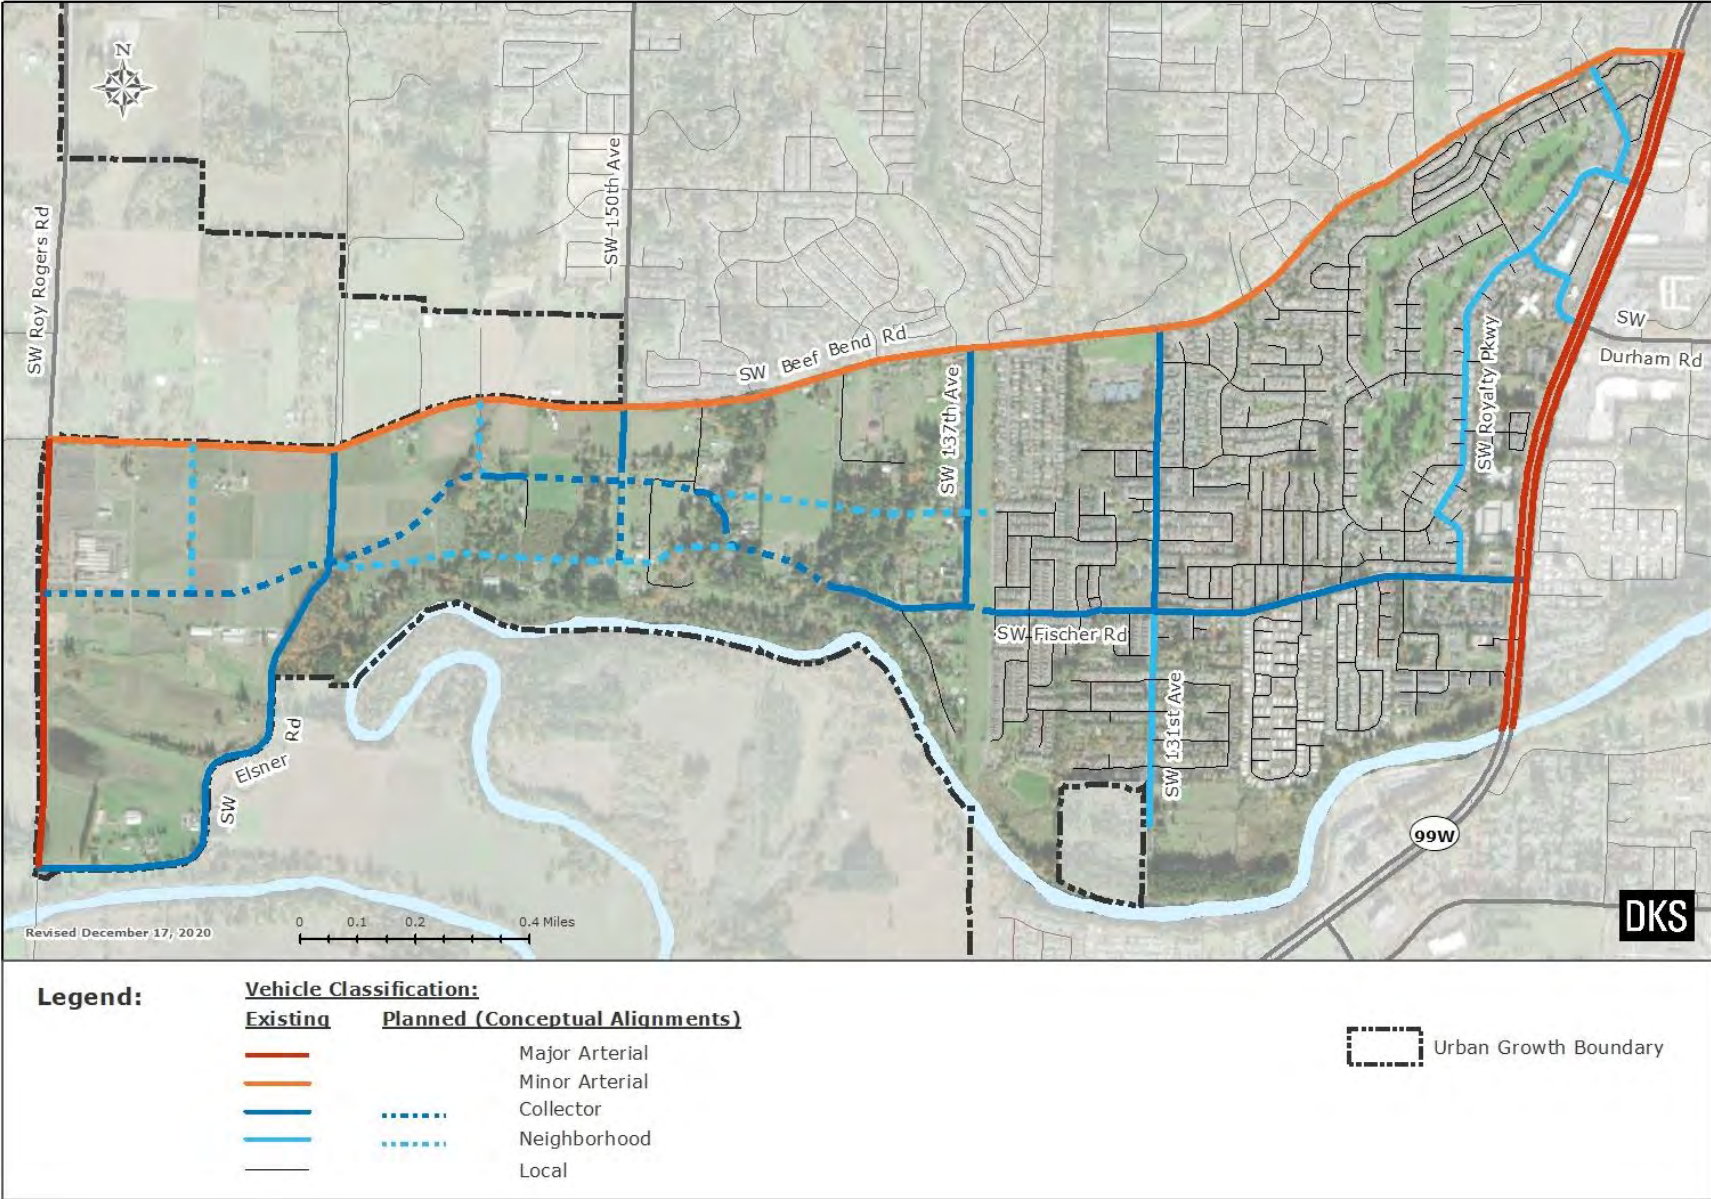 N
SW Roy Rogers Rd
SW 150th Ave
SW Beef Bend Rd
SW 137th Ave
SW Royalty Pkwy
SW
Durham Rd
SW Fischer Rd
SW 131st Ave
SW Elsner Rd
99W
0 0.1 0.2 0.4 Miles
Revised December 17, 2020
DKS
Legend:
Vehicle Classification:
Existing Planned (Conceptual Alignments)
Major Arterial
Minor Arterial
Collector
Neighborhood
Local
Urban Growth Boundary